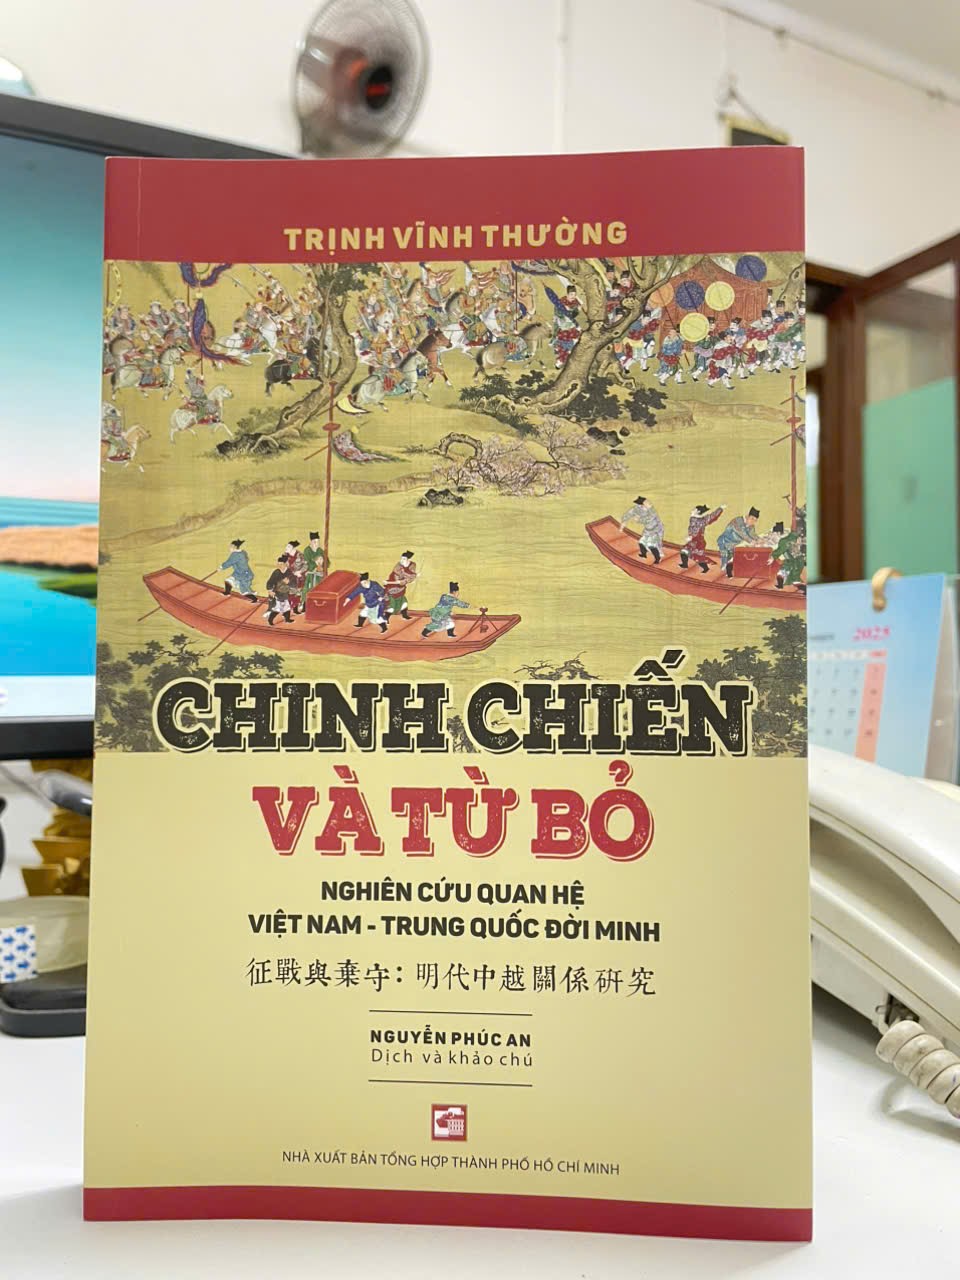 TRỊNH VĨNH THƯỜNG
CHINH CHIẾN
VÀ TỪ BỎ
NGHIÊN CỨU QUAN HỆ
VIỆT NAM - TRUNG QUỐC ĐỜI MINH
征戰與棄守：明代中越關係研究
NGUYỄN PHÚC AN
Dịch và khảo chú
NHÀ XUẤT BẢN TỔNG HỢP THÀNH PHỐ HỒ CHÍ MINH
2025